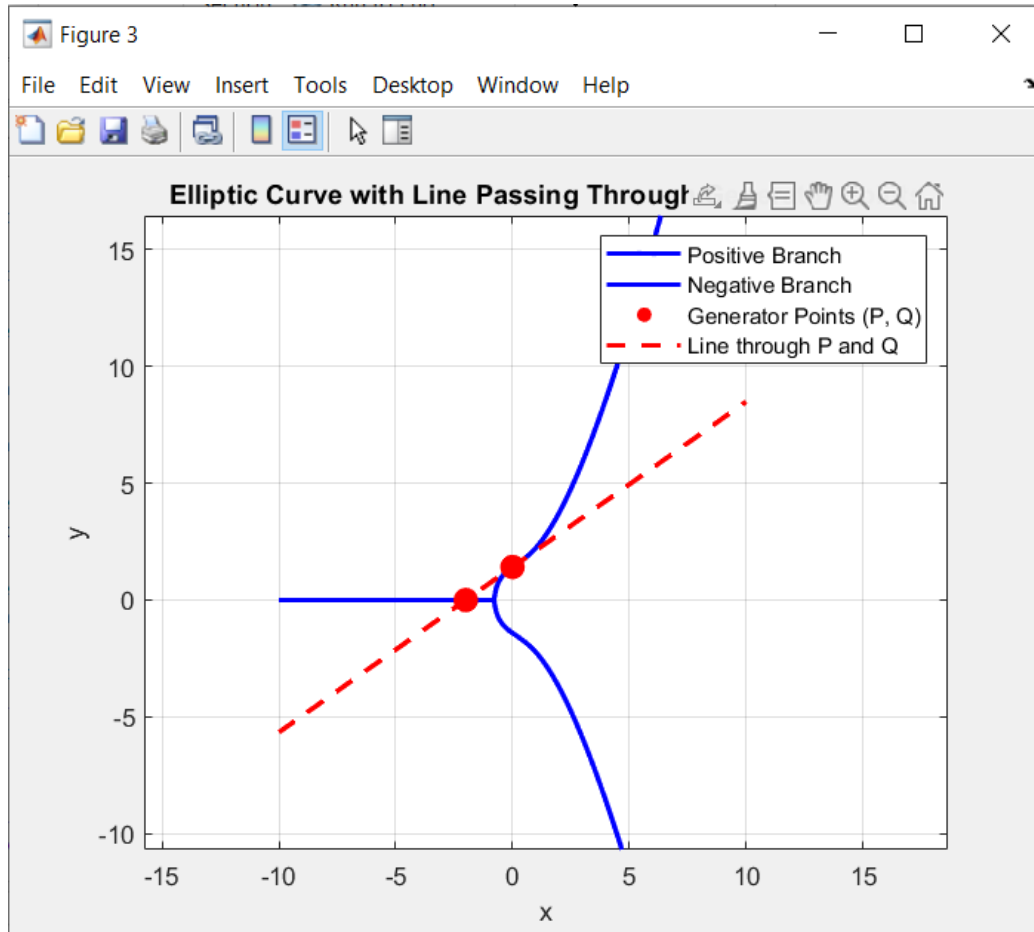 Figure 3
File Edit View Insert Tools Desktop Window Help
Elliptic Curve with Line Passing Through
Positive Branch
Negative Branch
Generator Points (P, Q)
Line through P and Q
15
10
5
0
-5
-10
y
-15 -10 -5 0 5 10 15
x